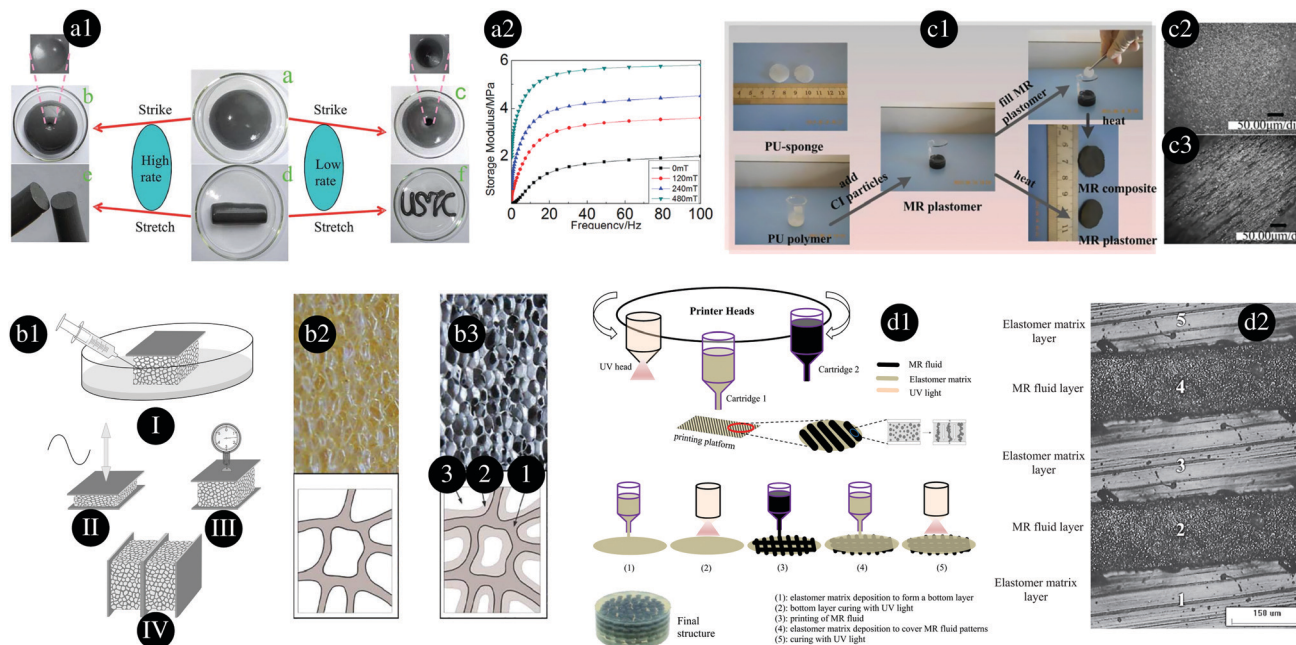 a1
b
Strike
High
rate
Stretch
e
a
d
Strike
Low
rate
Stretch
c
f
USTC
a2
Storage Modulus/MPa
6
4
2
0 20 40 60 80 100
Frequency/Hz
0mT
120mT
240mT
480mT
c1
PU-sponge
PU polymer
add
CI particles
MR plastomer
fill MR
plastomer
heat
heat
MR composite
MR plastomer
c2
50.00um/di
c3
50.00um/di
b1
I
II
III
IV
b2
b3
3 2 1
d1
Printer Heads
UV head
Cartridge 1
Cartridge 2
MR fluid
Elastomer matrix
UV light
printing platform
(1) (2) (3) (4) (5)
Final
structure
(1): elastomer matrix deposition to form a bottom layer
(2): bottom layer curing with UV light
(3): printing of MR fluid
(4): elastomer matrix deposition to cover MR fluid patterns
(5): curing with UV light
d2
Elastomer matrix
layer
MR fluid layer
Elastomer matrix
layer
MR fluid layer
Elastomer matrix
layer
5
4
3
2
1
150 um